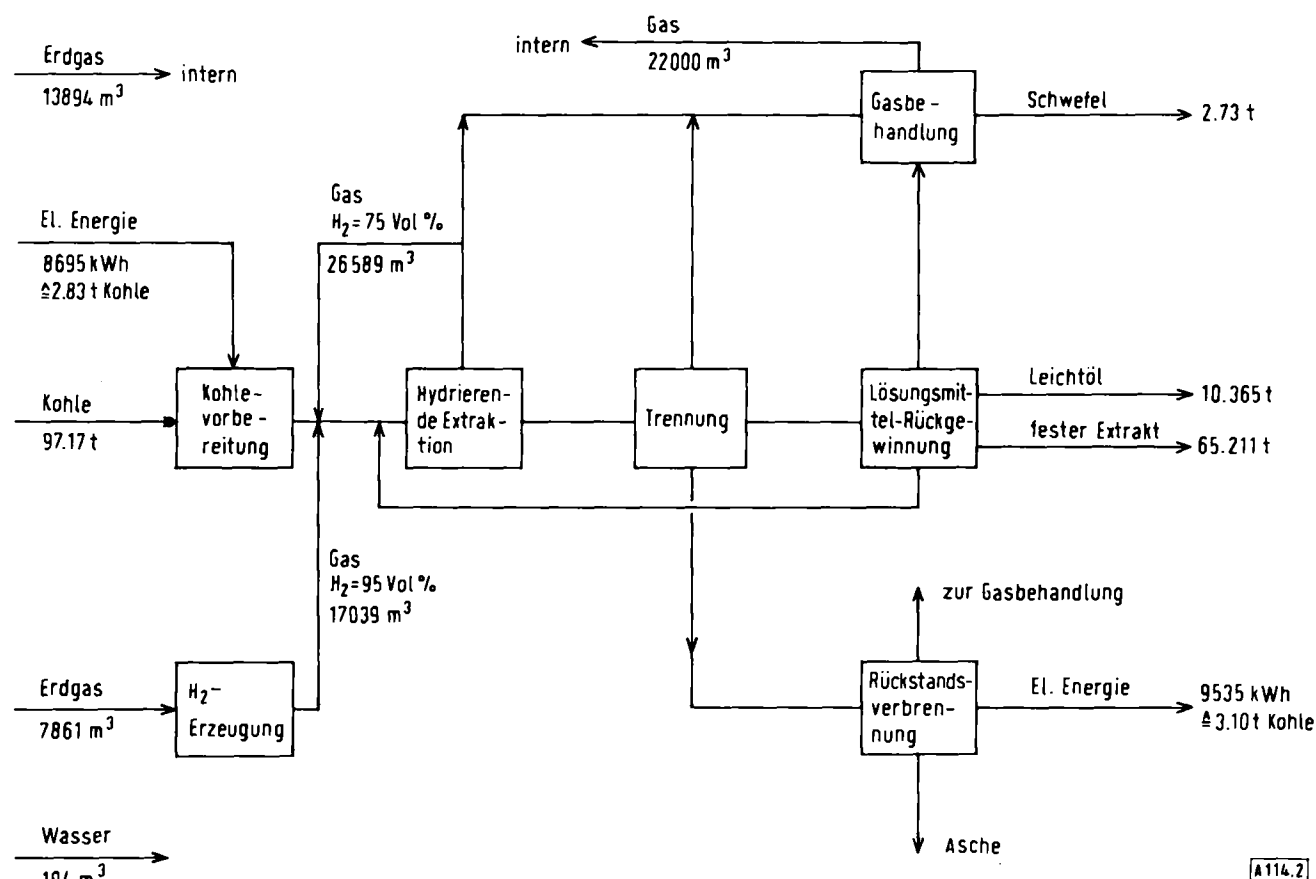 Erdgas
13894 m³
intern
Gas
intern
22000 m³
Gasbe-
handlung
Schwefel
2.73 t
El. Energie
8695 kWh
≙2.83 t Kohle
Gas
H₂=75 Vol %
26589 m³
Kohle
97.17 t
Kohle-
vorbe-
reitung
Hydrieren-
de Extrak-
tion
Trennung
Lösungsmit-
tel-Rückge-
winnung
Leichtöl
10.365 t
fester Extrakt
65.211 t
Gas
H₂=95 Vol %
17039 m³
Erdgas
7861 m³
H₂-
Erzeugung
zur Gasbehandlung
Rückstands-
verbren-
nung
El. Energie
9535 kWh
≙3.10 t Kohle
Asche
Wasser
194 m³
A114.2